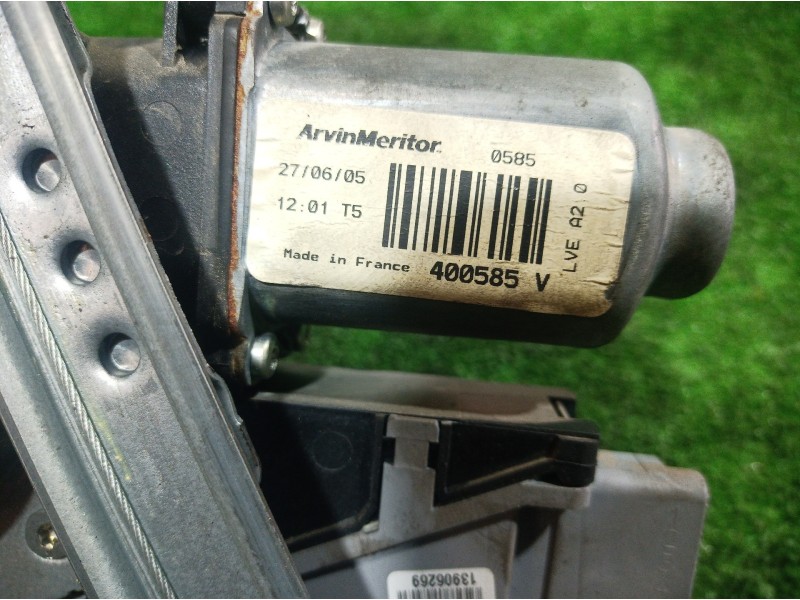 ArvinMeritor 0585
27/06/05
12:01 T5
LVE A2.0
Made in France 400585 V
13906269